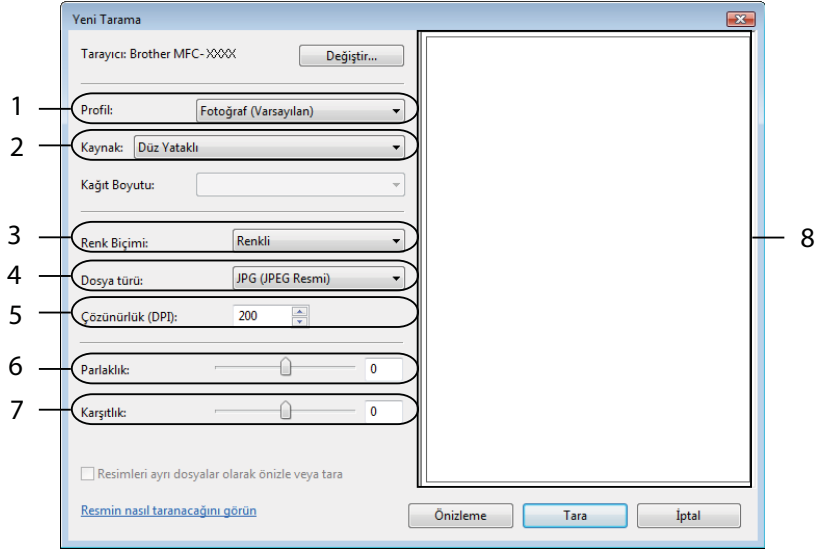 Yeni Tarama
Tarayıcı: Brother MFC-XXXX Değiştir...
1 Profil: Fotoğraf (Varsayılan)
2 Kaynak: Düz Yataklı
Kağıt Boyutu:
3 Renk Biçimi: Renkli
8
4 Dosya türü: JPG (JPEG Resmi)
5 Çözünürlük (DPI): 200
6 Parlaklık: 0
7 Karşıtlık: 0
Resimleri ayrı dosyalar olarak önizle veya tara
Resmin nasıl taranacağını görün Önizleme Tara İptal